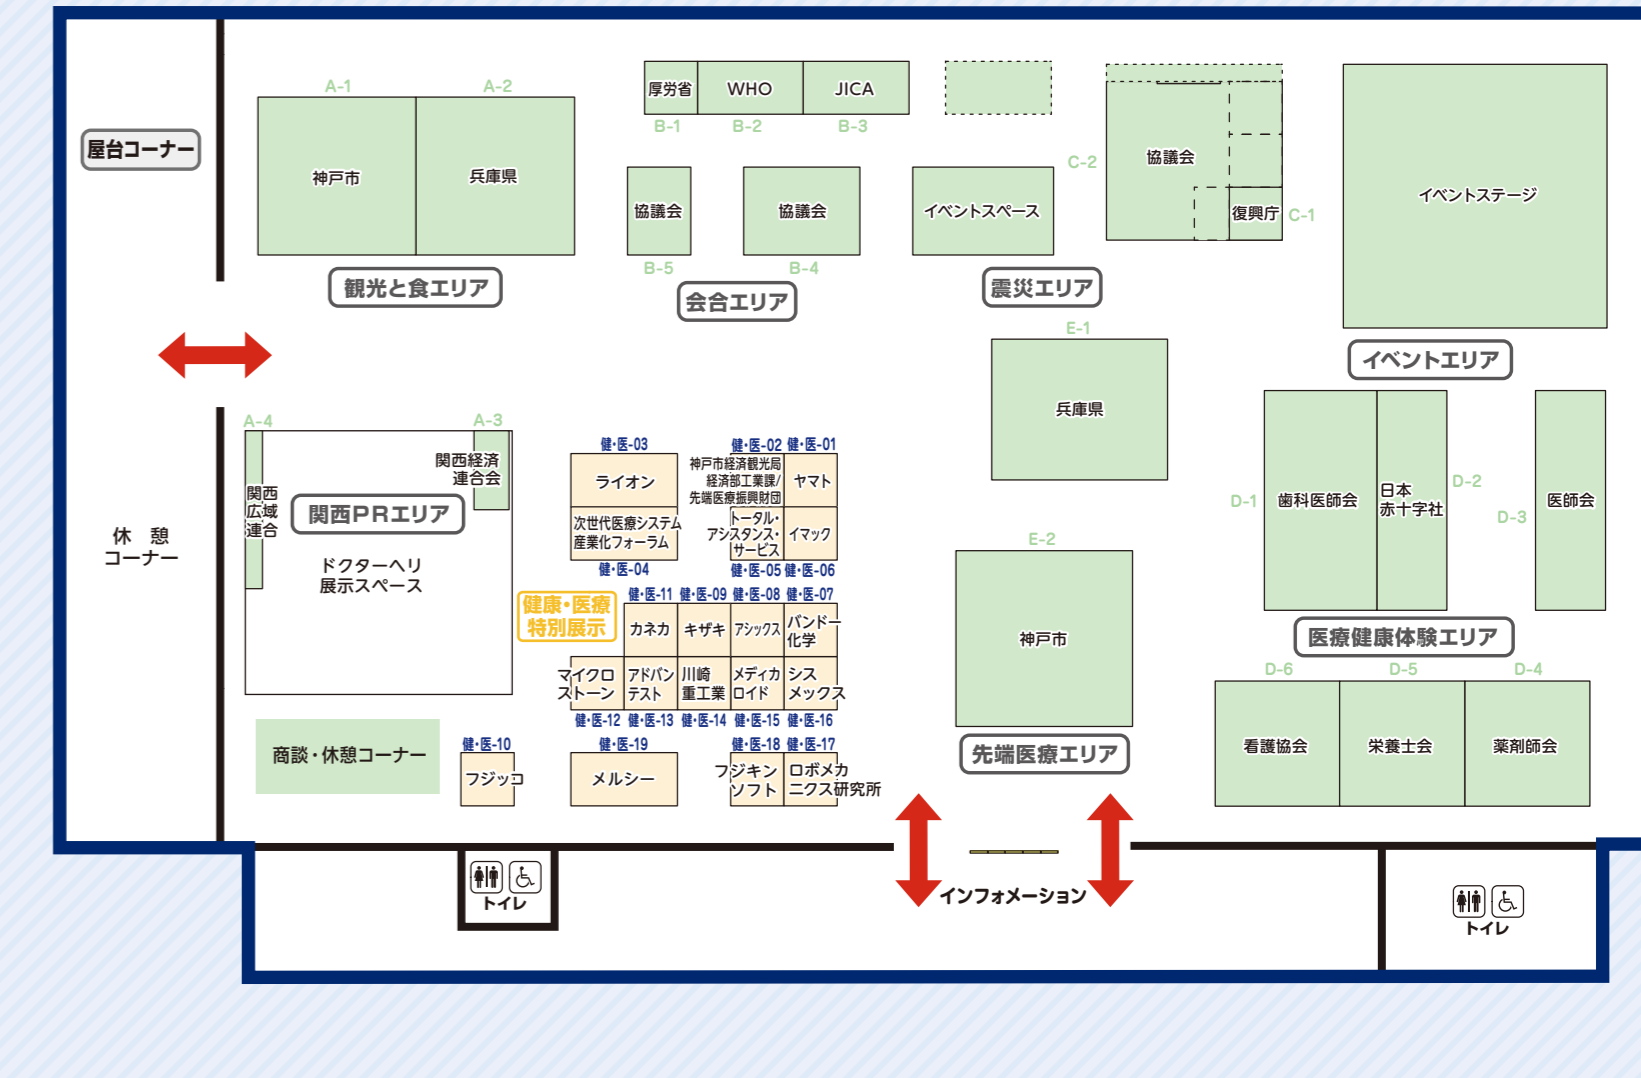 屋台コーナー
休 憩
コーナー
A-1
A-2
神戸市
兵庫県
観光と食エリア
厚労省
WHO
JICA
B-1
B-2
B-3
協議会
協議会
B-5
B-4
会合エリア
イベントスペース
震災エリア
C-2
協議会
復興庁
C-1
イベントステージ
イベントエリア
A-4
A-3
関西
広域
連合
関西経済
連合会
関西PRエリア
ドクターヘリ
展示スペース
商談・休憩コーナー
健・医-03
健・医-02
健・医-01
ライオン
神戸市経済観光局
経済部工業課/
先端医療振興財団
ヤマト
次世代医療システム
産業化フォーラム
トータル・
アシスタンス・
サービス
イマック
健・医-04
健・医-05
健・医-06
健康・医療
特別展示
健・医-11
健・医-09
健・医-08
健・医-07
カネカ
キザキ
アシックス
バンドー
化学
マイクロ
ストーン
アドバン
テスト
川崎
重工業
メディカ
ロイド
シス
メックス
健・医-12
健・医-13
健・医-14
健・医-15
健・医-16
健・医-10
健・医-19
健・医-18
健・医-17
フジッコ
メルシー
フジキン
ソフト
ロボメカ
ニクス研究所
E-1
兵庫県
E-2
神戸市
先端医療エリア
D-1
歯科医師会
日本
赤十字社
D-2
D-3
医師会
医療健康体験エリア
D-6
D-5
D-4
看護協会
栄養士会
薬剤師会
トイレ
インフォメーション
トイレ